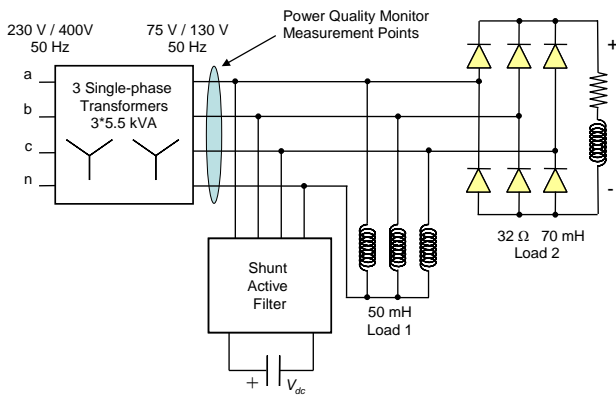 230 V / 400V
50 Hz
75 V / 130 V
50 Hz
Power Quality Monitor
Measurement Points
a
b
c
n
3 Single-phase
Transformers
3*5.5 kVA
+
-
32 Ω 70 mH
Load 2
Shunt
Active
Filter
50 mH
Load 1
+
Vdc